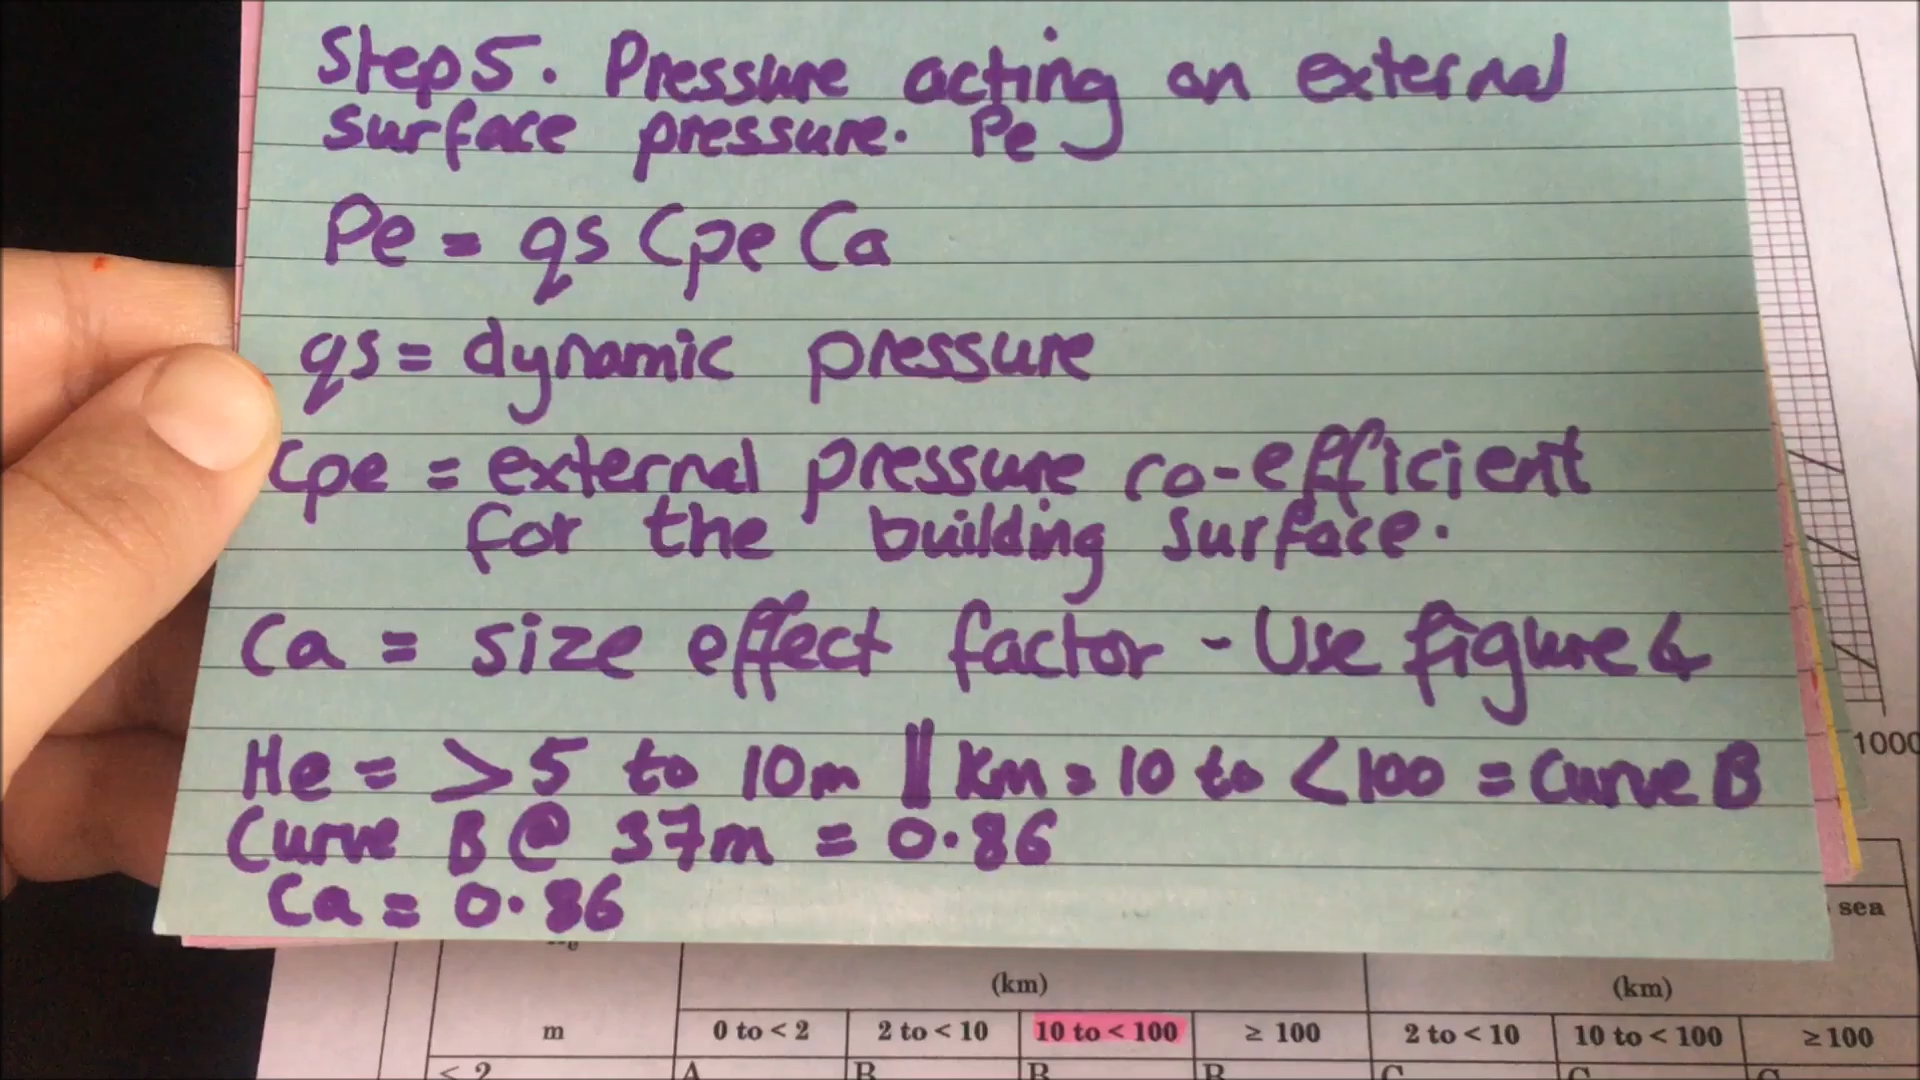 Step 5. Pressure acting on external
surface pressure. Pe
Pe = qs Cpe Ca
qs = dynamic pressure
Cpe = external pressure co-efficient
for the building surface.
Ca = size effect factor - Use figure 4
He = > 5 to 10m || Km = 10 to < 100 = Curve B
Curve B @ 37m = 0.86
Ca = 0.86
1000
sea
(km) (km)
m 0 to < 2 2 to < 10 10 to < 100 ≥ 100 2 to < 10 10 to < 100 ≥ 100
< 2 A B B B C C C